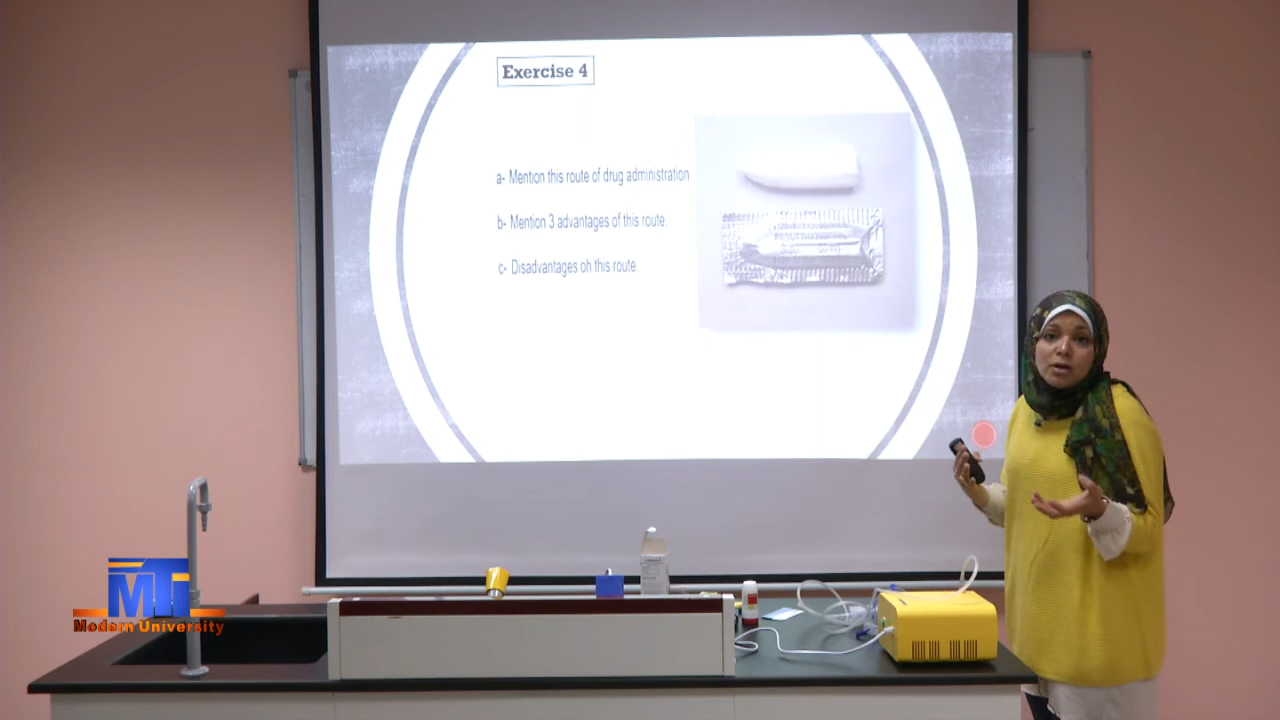 Exercise 4
a- Mention this route of drug administration
b- Mention 3 advantages of this route.
c- Disadvantages oh this route.
MTi
Modern University